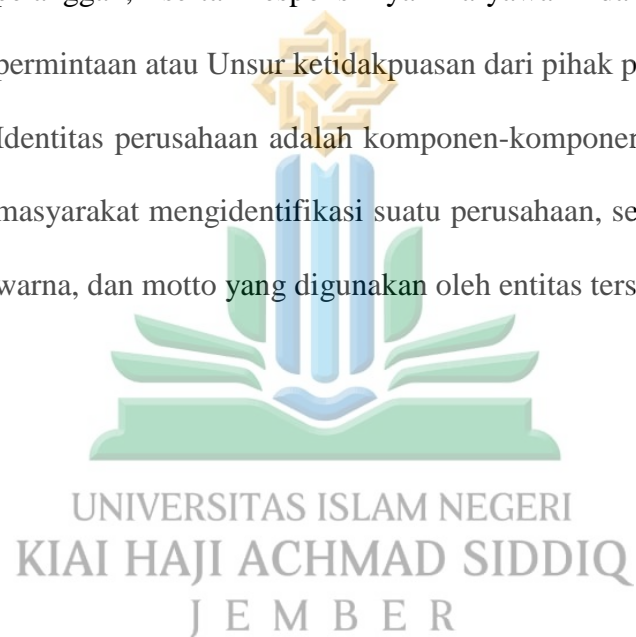 permintaan atau Unsur ketidakpuasan dari pihak p
Identitas perusahaan adalah komponen-komponen
masyarakat mengidentifikasi suatu perusahaan, se
warna, dan motto yang digunakan oleh entitas ters
UNIVERSITAS ISLAM NEGERI
KIAI HAJI ACHMAD SIDDIQ
J E M B E R